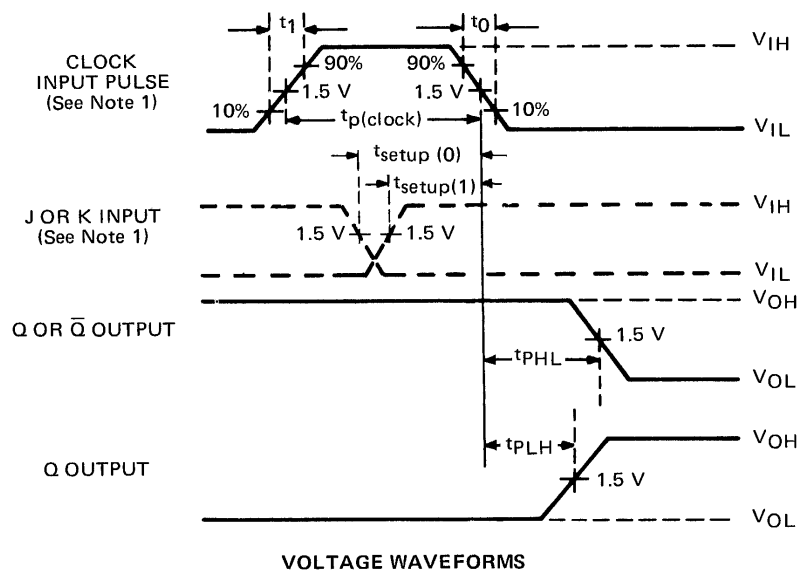 t1
t0
VIH
CLOCK
INPUT PULSE
(See Note 1)
90%
90%
1.5 V
1.5 V
10%
10%
tp(clock)
VIL
tsetup (0)
tsetup(1)
VIH
J OR K INPUT
(See Note 1)
1.5 V
1.5 V
VIL
VOH
Q OR Q̅ OUTPUT
1.5 V
tPHL
VOL
VOH
Q OUTPUT
tPLH
1.5 V
VOL
VOLTAGE WAVEFORMS